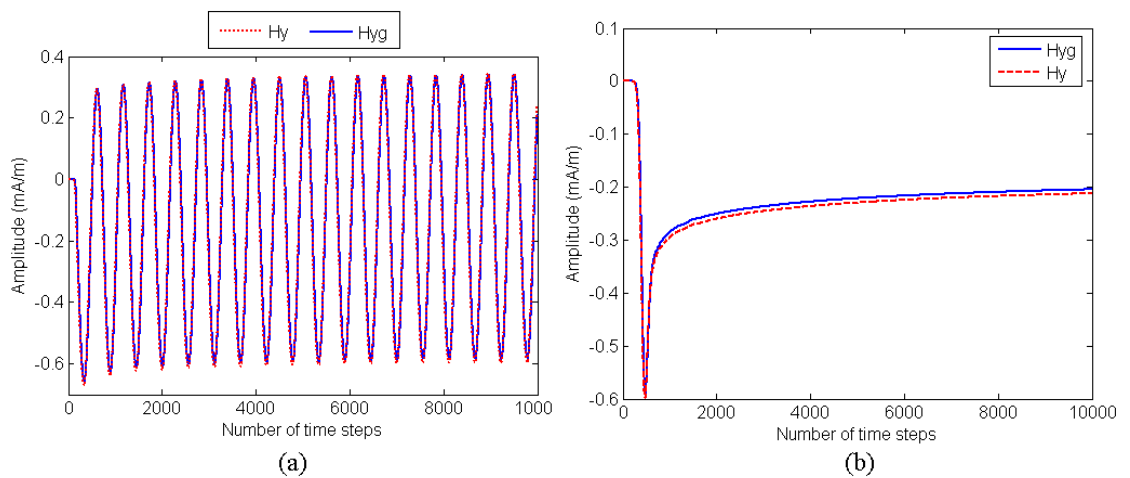 Hy Hyg
0.4
0.2
0
-0.2
-0.4
-0.6
Amplitude (mA/m)
0 2000 4000 6000 8000 1000
Number of time steps
(a)
Hyg
Hy
0.1
0
-0.1
-0.2
-0.3
-0.4
-0.5
-0.6
Amplitude (mA/m)
0 2000 4000 6000 8000 10000
Number of time steps
(b)